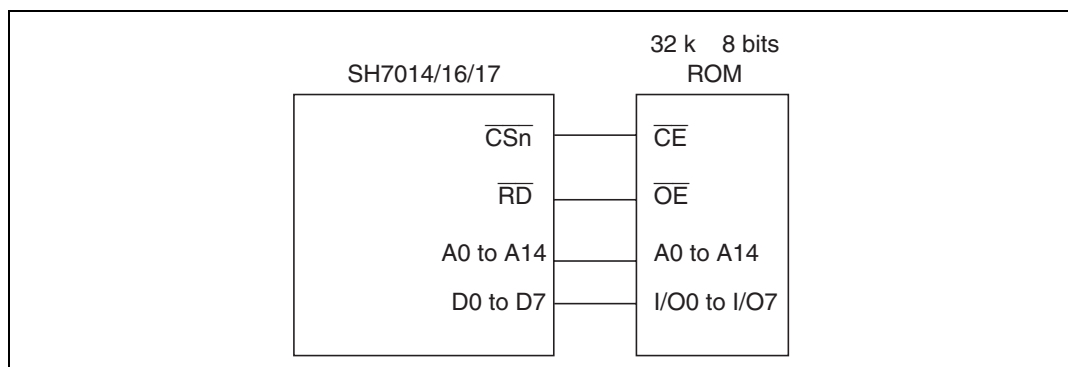 32 k 8 bits
SH7014/16/17 ROM
CSn CE
RD OE
A0 to A14 A0 to A14
D0 to D7 I/O0 to I/O7